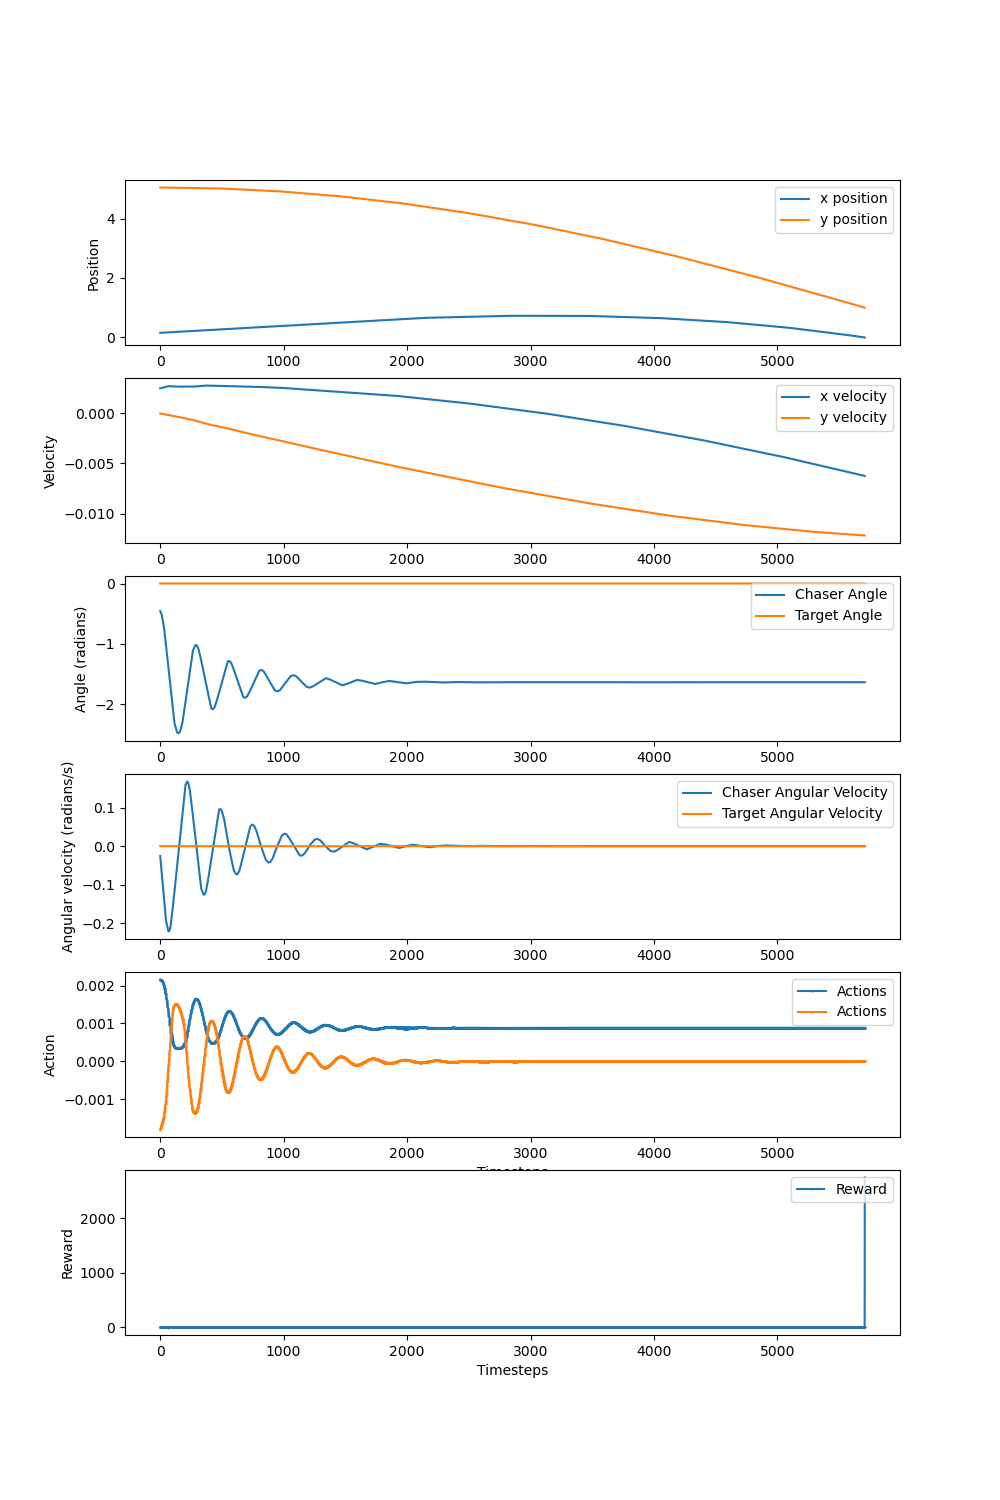 x position
y position
Position
4
2
0
0 1000 2000 3000 4000 5000
x velocity
y velocity
Velocity
0.000
−0.005
−0.010
0 1000 2000 3000 4000 5000
Chaser Angle
Target Angle
Angle (radians)
0
−1
−2
0 1000 2000 3000 4000 5000
Chaser Angular Velocity
Target Angular Velocity
Angular velocity (radians/s)
0.1
0.0
−0.1
−0.2
0 1000 2000 3000 4000 5000
Actions
Actions
Action
0.002
0.001
0.000
−0.001
0 1000 2000 3000 4000 5000
Timesteps
Reward
Reward
2000
1000
0
0 1000 2000 3000 4000 5000
Timesteps